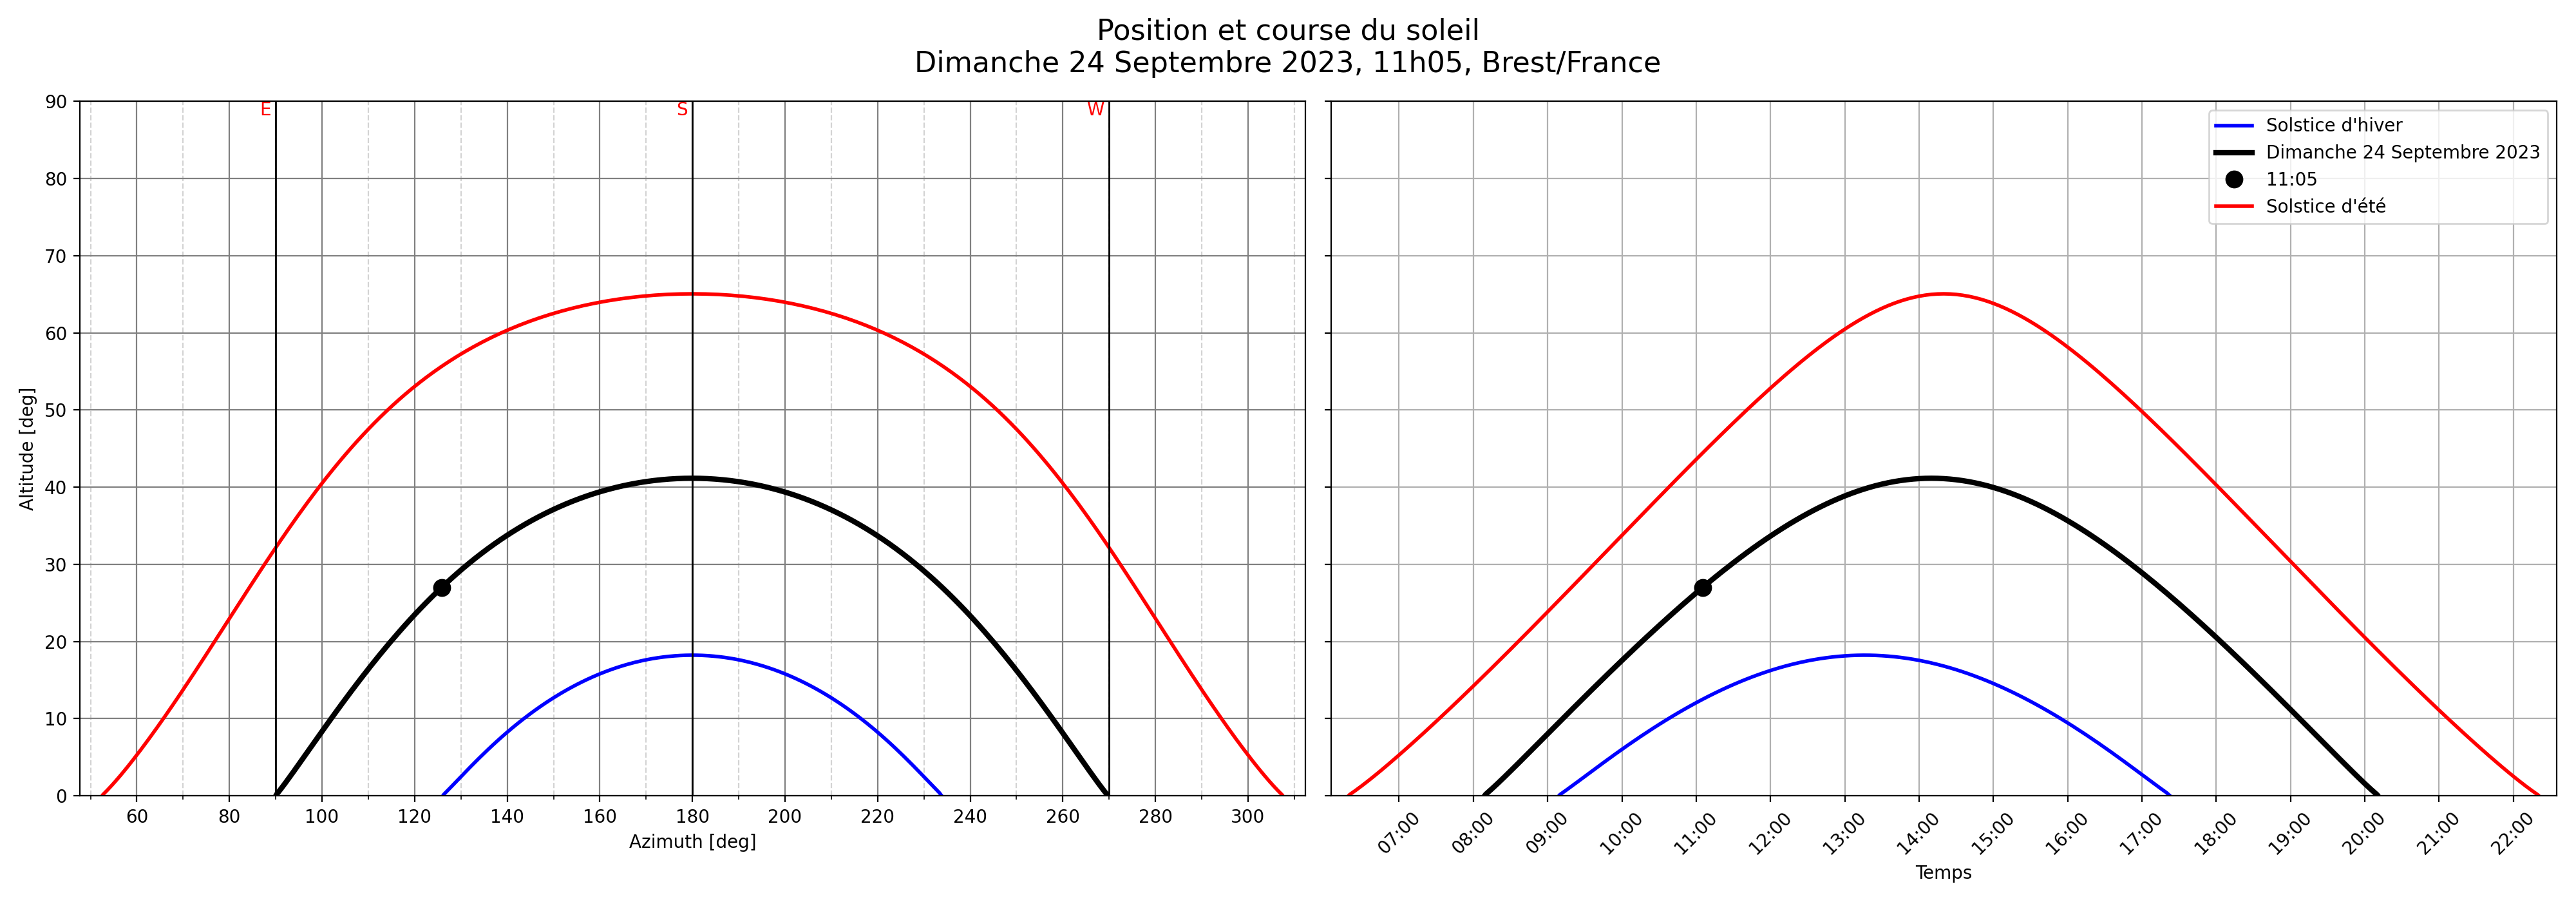 Position et course du soleil
Dimanche 24 Septembre 2023, 11h05, Brest/France
Altitude [deg]
90
80
70
60
50
40
30
20
10
0
E
S
W
60 80 100 120 140 160 180 200 220 240 260 280 300
Azimuth [deg]
Solstice d'hiver
Dimanche 24 Septembre 2023
11:05
Solstice d'été
07:00 08:00 09:00 10:00 11:00 12:00 13:00 14:00 15:00 16:00 17:00 18:00 19:00 20:00 21:00 22:00
Temps